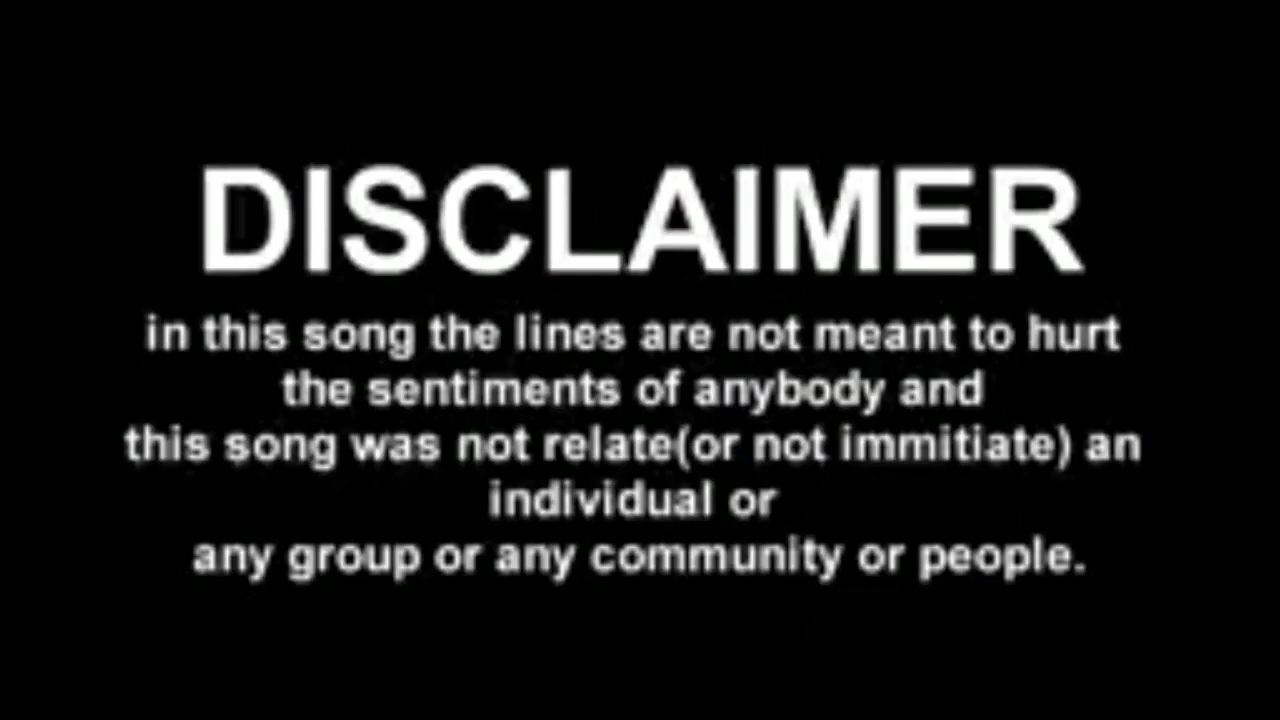 DISCLAIMER
in this song the lines are not meant to hurt
the sentiments of anybody and
this song was not relate(or not immitiate) an
individual or
any group or any community or people.